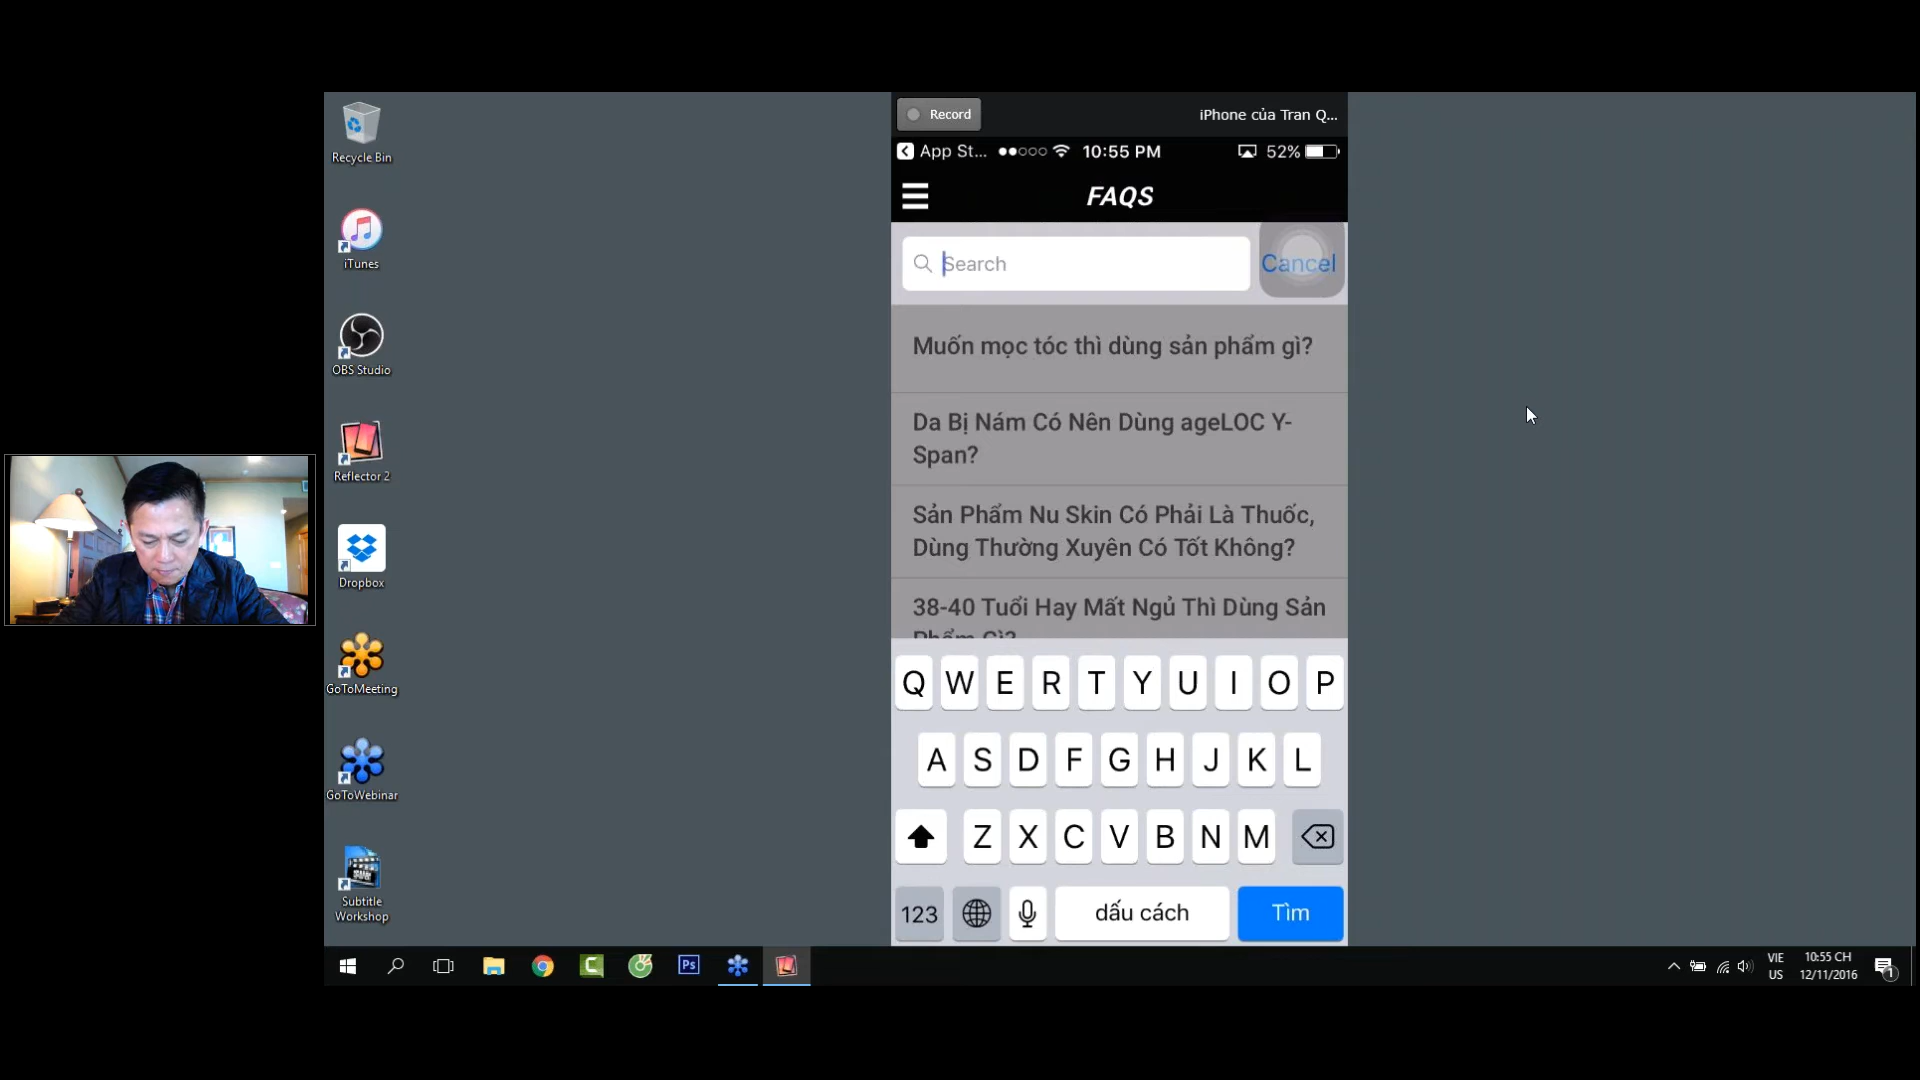 Recycle Bin
iTunes
OBS Studio
Reflector 2
Dropbox
GoToMeeting
GoToWebinar
Subtitle
Workshop
Record
iPhone của Tran Q...
App St...
10:55 PM
52%
FAQS
Search
Cancel
Muốn mọc tóc thì dùng sản phẩm gì?
Da Bị Nám Có Nên Dùng ageLOC Y-
Span?
Sản Phẩm Nu Skin Có Phải Là Thuốc,
Dùng Thường Xuyên Có Tốt Không?
38-40 Tuổi Hay Mất Ngủ Thì Dùng Sản
Phẩm Gì?
Q W E R T Y U I O P
A S D F G H J K L
Z X C V B N M
123
dấu cách
Tìm
Ps
VIE
US
10:55 CH
12/11/2016
1